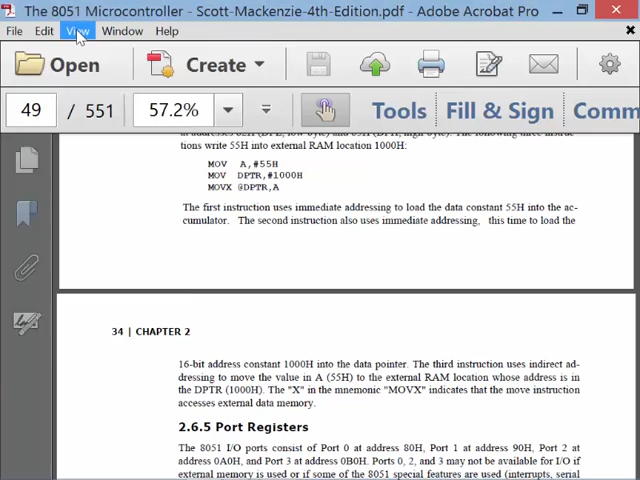 The 8051 Microcontroller - Scott-Mackenzie-4th-Edition.pdf - Adobe Acrobat Pro
File Edit View Window Help
Open Create
49 / 551 57.2% Tools Fill & Sign Comm
tions write 55H into external RAM location 1000H:
MOV A,#55H
MOV DPTR,#1000H
MOVX @DPTR,A
The first instruction uses immediate addressing to load the data constant 55H into the ac-
cumulator. The second instruction also uses immediate addressing, this time to load the
34 | CHAPTER 2
16-bit address constant 1000H into the data pointer. The third instruction uses indirect ad-
dressing to move the value in A (55H) to the external RAM location whose address is in
the DPTR (1000H). The "X" in the mnemonic "MOVX" indicates that the move instruction
accesses external data memory.
2.6.5 Port Registers
The 8051 I/O ports consist of Port 0 at address 80H, Port 1 at address 90H, Port 2 at
address 0A0H, and Port 3 at address 0B0H. Ports 0, 2, and 3 may not be available for I/O if
external memory is used or if some of the 8051 special features are used (interrupts, serial